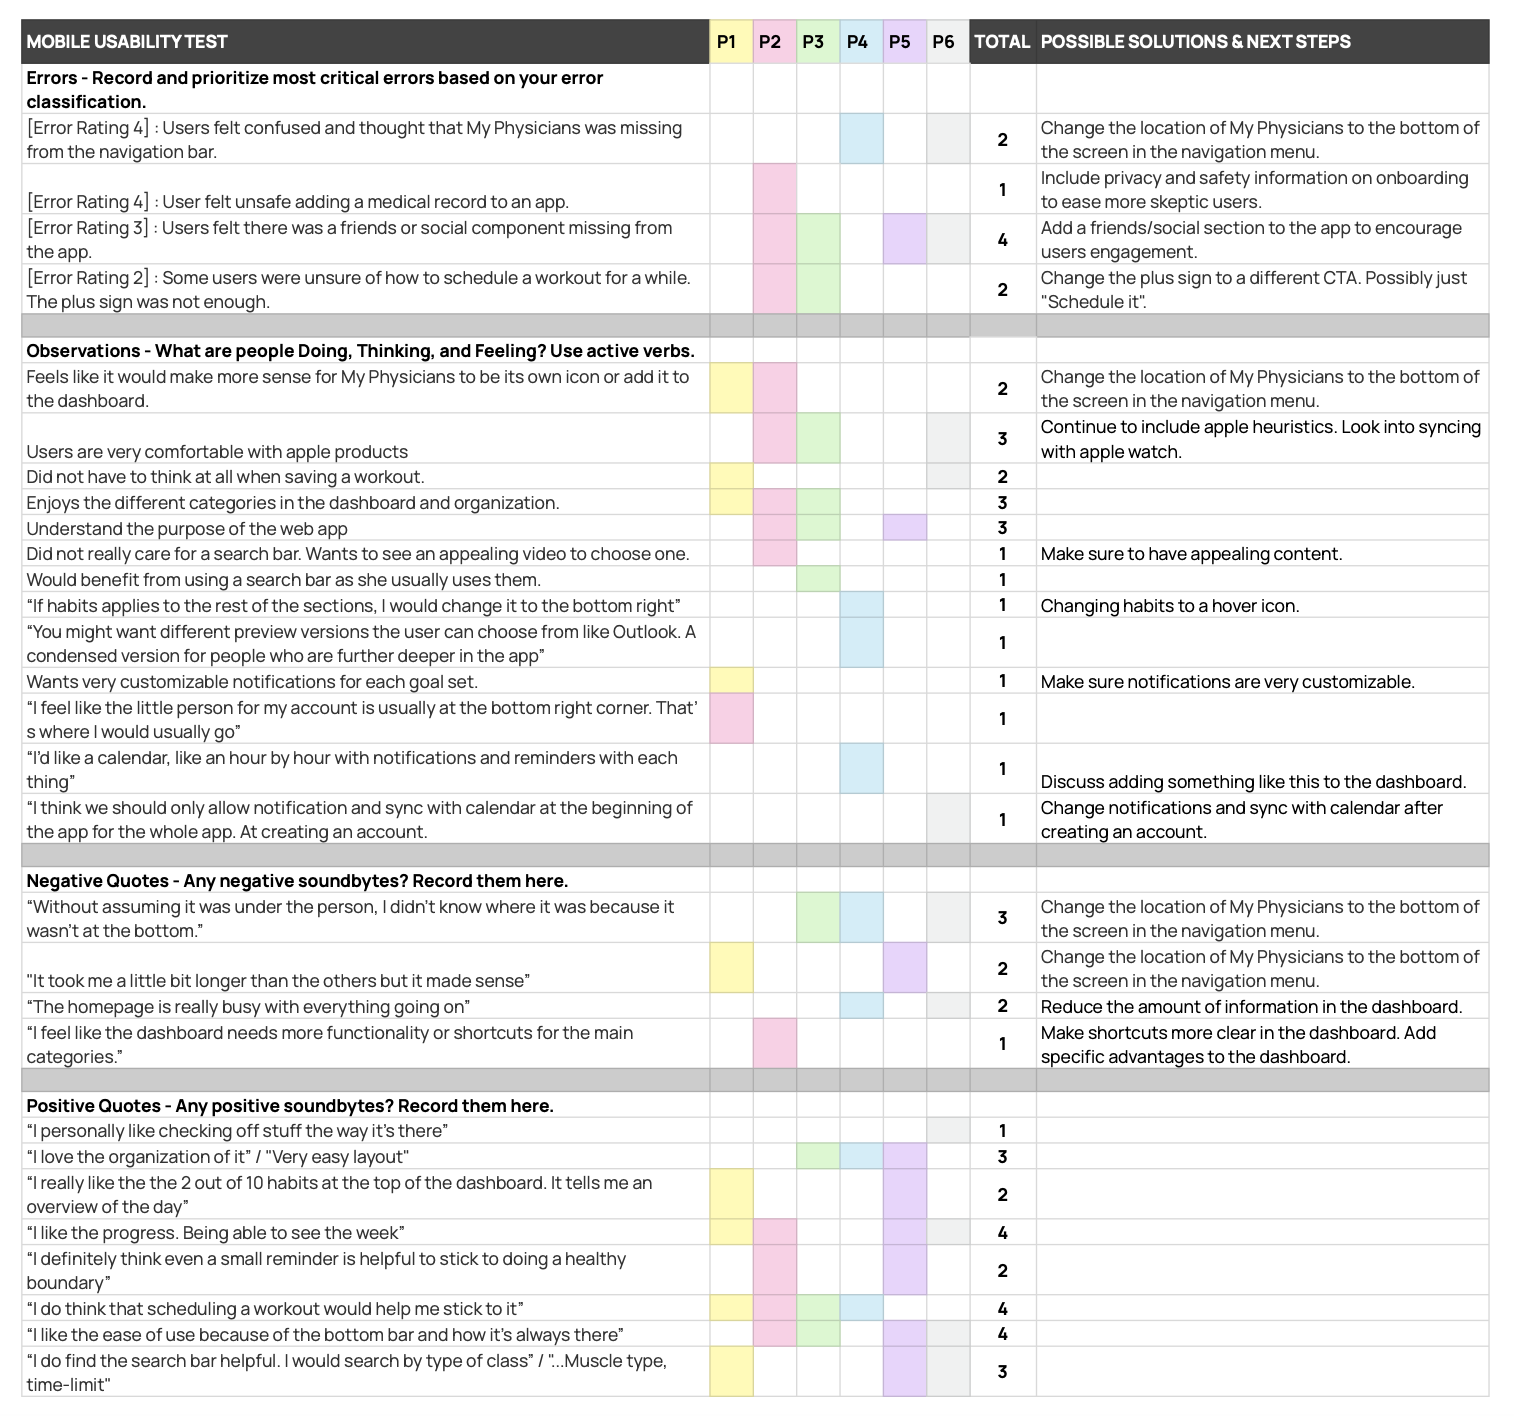 MOBILE USABILITY TEST P1 P2 P3 P4 P5 P6 TOTAL POSSIBLE SOLUTIONS & NEXT STEPS
Errors - Record and prioritize most critical errors based on your error
classification.
[Error Rating 4] : Users felt confused and thought that My Physicians was missing
from the navigation bar.
2
Change the location of My Physicians to the bottom of
the screen in the navigation menu.
[Error Rating 4] : User felt unsafe adding a medical record to an app.
1
Include privacy and safety information on onboarding
to ease more skeptic users.
[Error Rating 3] : Users felt there was a friends or social component missing from
the app.
4
Add a friends/social section to the app to encourage
users engagement.
[Error Rating 2] : Some users were unsure of how to schedule a workout for a while.
The plus sign was not enough.
2
Change the plus sign to a different CTA. Possibly just
"Schedule it".
Observations - What are people Doing, Thinking, and Feeling? Use active verbs.
Feels like it would make more sense for My Physicians to be its own icon or add it to
the dashboard.
2
Change the location of My Physicians to the bottom of
the screen in the navigation menu.
Users are very comfortable with apple products
3
Continue to include apple heuristics. Look into syncing
with apple watch.
Did not have to think at all when saving a workout. 2
Enjoys the different categories in the dashboard and organization. 3
Understand the purpose of the web app 3
Did not really care for a search bar. Wants to see an appealing video to choose one. 1 Make sure to have appealing content.
Would benefit from using a search bar as she usually uses them. 1
“If habits applies to the rest of the sections, I would change it to the bottom right” 1 Changing habits to a hover icon.
“You might want different preview versions the user can choose from like Outlook. A
condensed version for people who are further deeper in the app”
1
Wants very customizable notifications for each goal set. 1 Make sure notifications are very customizable.
“I feel like the little person for my account is usually at the bottom right corner. That’
s where I would usually go”
1
“I’d like a calendar, like an hour by hour with notifications and reminders with each
thing”
1
Discuss adding something like this to the dashboard.
“I think we should only allow notification and sync with calendar at the beginning of
the app for the whole app. At creating an account.
1
Change notifications and sync with calendar after
creating an account.
Negative Quotes - Any negative soundbytes? Record them here.
“Without assuming it was under the person, I didn’t know where it was because it
wasn’t at the bottom.”
3
Change the location of My Physicians to the bottom of
the screen in the navigation menu.
"It took me a little bit longer than the others but it made sense”
2
Change the location of My Physicians to the bottom of
the screen in the navigation menu.
“The homepage is really busy with everything going on” 2 Reduce the amount of information in the dashboard.
“I feel like the dashboard needs more functionality or shortcuts for the main
categories.”
1
Make shortcuts more clear in the dashboard. Add
specific advantages to the dashboard.
Positive Quotes - Any positive soundbytes? Record them here.
“I personally like checking off stuff the way it’s there” 1
“I love the organization of it” / "Very easy layout" 3
“I really like the the 2 out of 10 habits at the top of the dashboard. It tells me an
overview of the day”
2
“I like the progress. Being able to see the week” 4
“I definitely think even a small reminder is helpful to stick to doing a healthy
boundary”
2
“I do think that scheduling a workout would help me stick to it” 4
“I like the ease of use because of the bottom bar and how it’s always there” 4
“I do find the search bar helpful. I would search by type of class” / "...Muscle type,
time-limit"
3